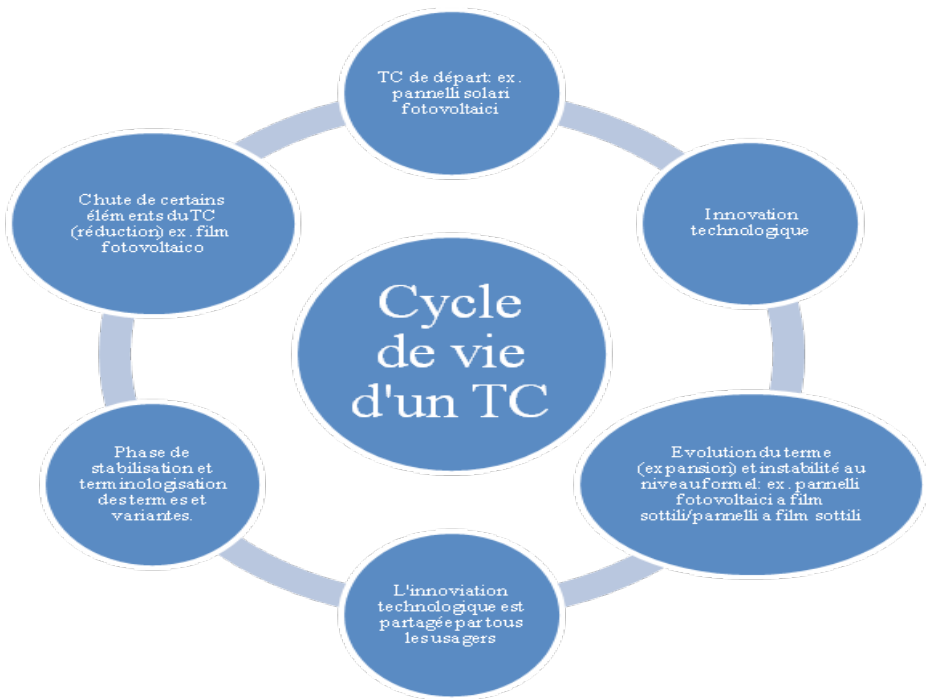 TC de départ: ex.
pannelli solari
fotovoltaici
Innovation
technologique
Evolution du terme
(expansion) et instabilité au
niveau formel: ex. pannelli
fotovoltaici a film
sottili/pannelli a film sottili
L'innoviation
technologique est
partagée par tous
les usagers
Phase de
stabilisation et
terminologisation
des termes et
variantes.
Chute de certains
éléments du TC
(réduction) ex. film
fotovoltaico
Cycle
de vie
d'un TC